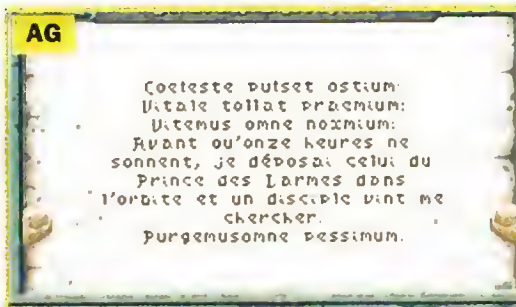 AG
Coeleste pulset ostium:
Vitale tollat praemium;
Vitemus omne noxmium;
Avant qu'onze heures ne
sonnent, je déposai celui du
Prince des Larmes dans
l'orbite et un disciple vint me
chercher.
Purgemusomne pessimum.